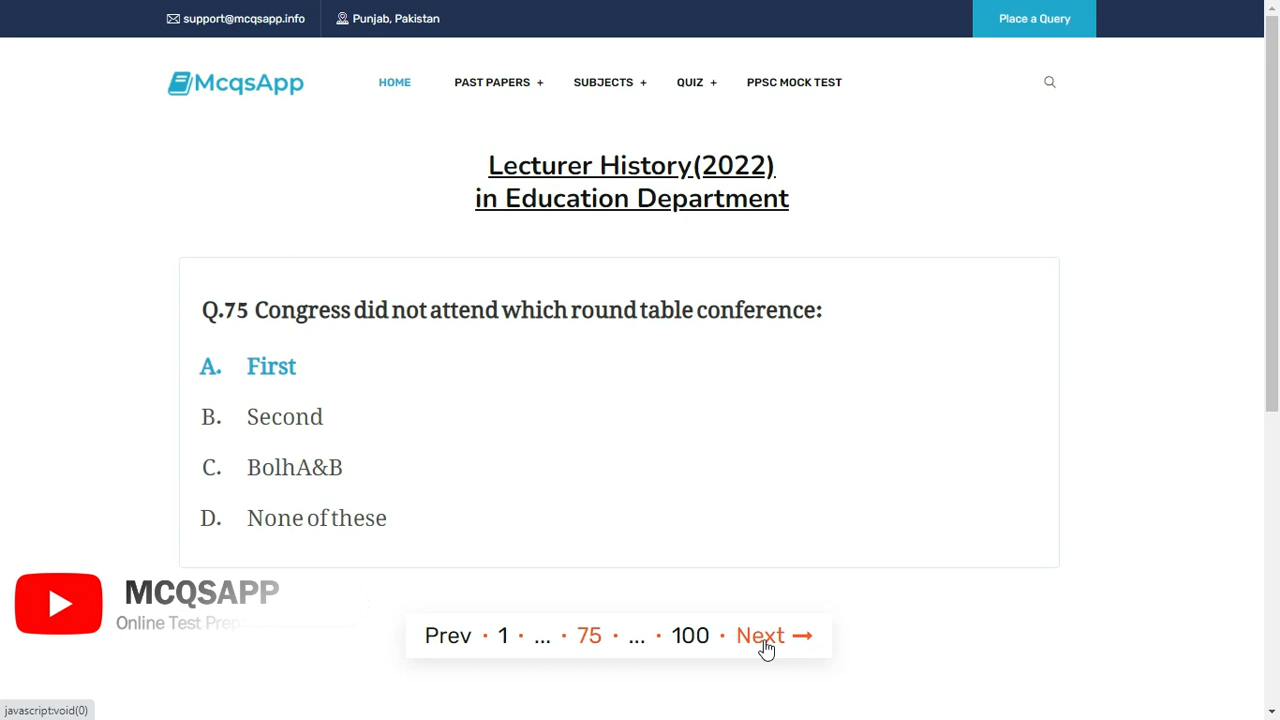 support@mcqsapp.info
Punjab, Pakistan
Place a Query
McqsApp
HOME
PAST PAPERS +
SUBJECTS +
QUIZ +
PPSC MOCK TEST
Lecturer History(2022)
in Education Department
Q.75 Congress did not attend which round table conference:
A. First
B. Second
C. BolhA&B
D. None of these
MCQSAPP
Online Test Prep
Prev · 1 · ... · 75 · ... · 100 · Next →
javascript:void(0)